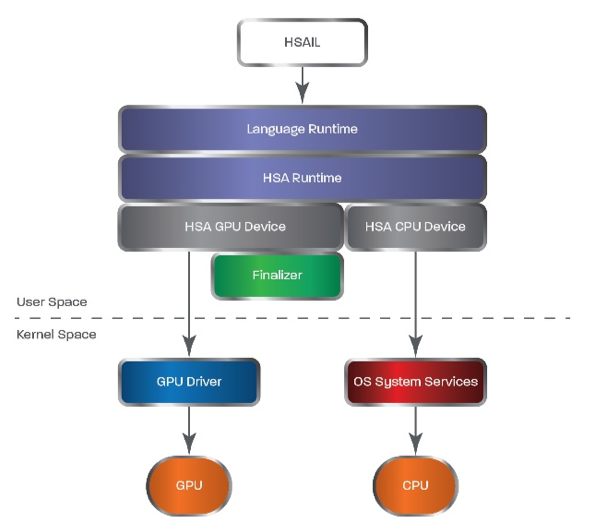 HSAIL
Language Runtime
HSA Runtime
HSA GPU Device
HSA CPU Device
Finalizer
User Space
Kernel Space
GPU Driver
OS System Services
GPU
CPU